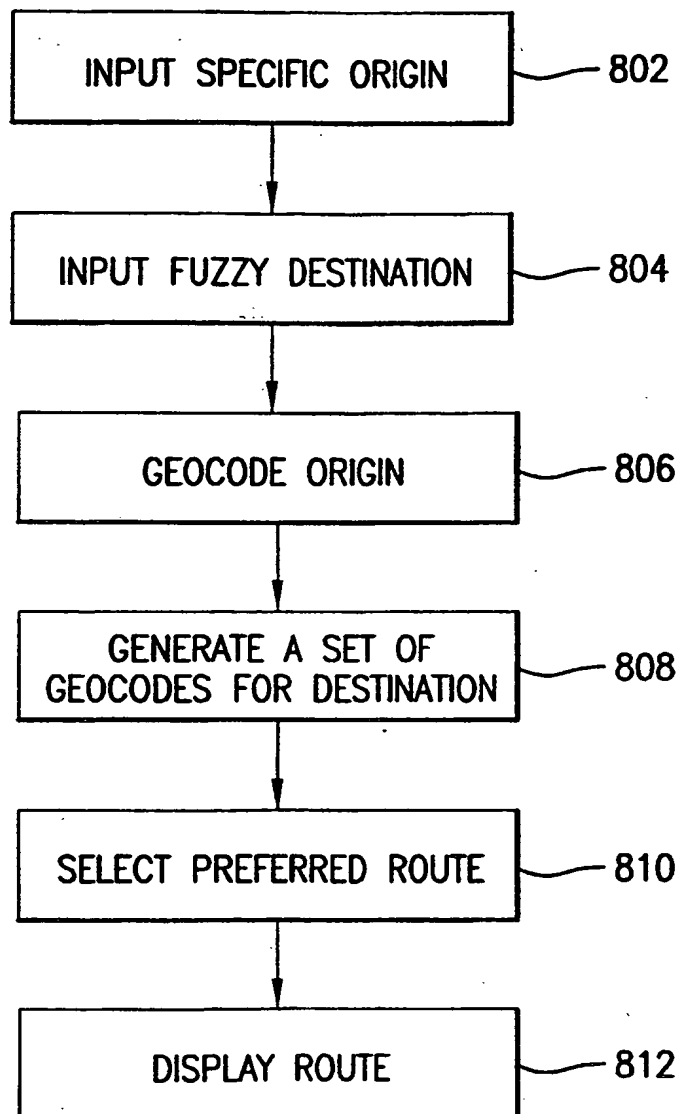 INPUT SPECIFIC ORIGIN
802
INPUT FUZZY DESTINATION
804
GEOCODE ORIGIN
806
GENERATE A SET OF
GEOCODES FOR DESTINATION
808
SELECT PREFERRED ROUTE
810
DISPLAY ROUTE
812